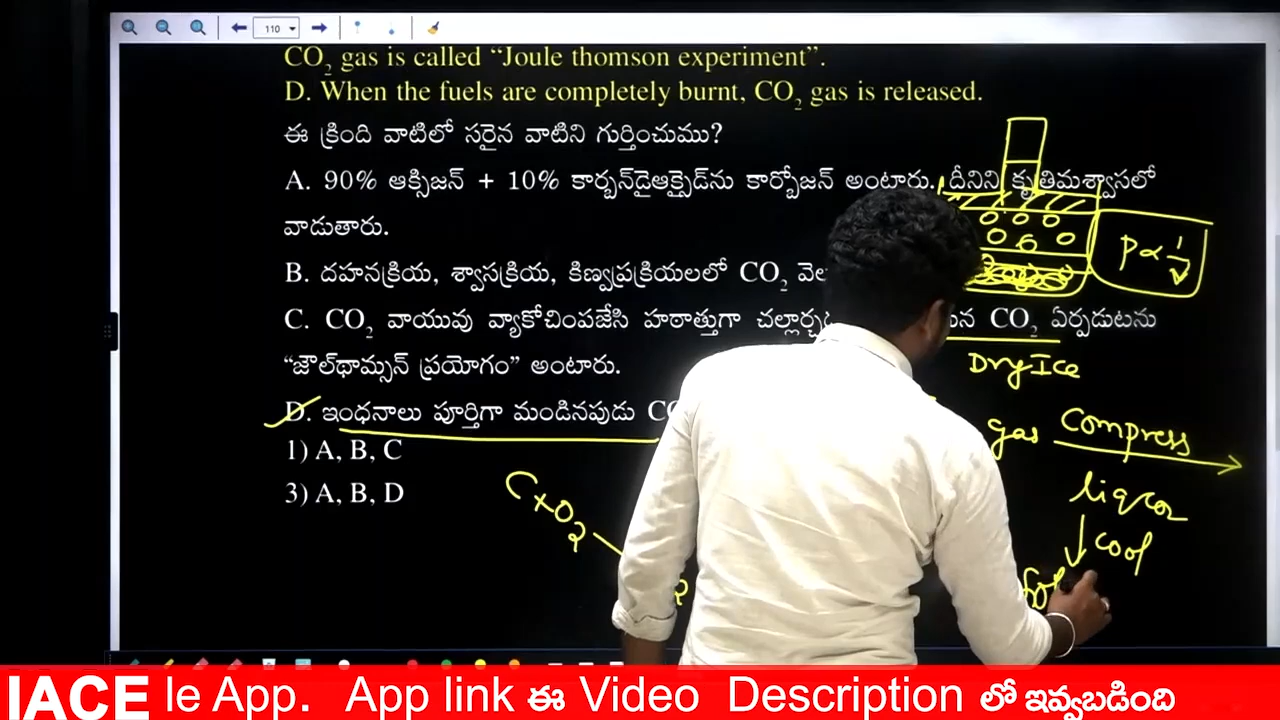 110
CO₂ gas is called “Joule thomson experiment”.
D. When the fuels are completely burnt, CO₂ gas is released.
ఈ క్రింది వాటిలో సరైన వాటిని గుర్తించుము?
A. 90% ఆక్సిజన్ + 10% కార్బన్‌డైఆక్సైడ్‌ను కార్బోజన్ అంటారు. దీనిని కృత్రిమశ్వాసలో
వాడుతారు.
B. దహనక్రియ, శ్వాసక్రియ, కిణ్వప్రక్రియలలో CO₂
P ∝ 1/V
C. CO₂ వాయువు వ్యాకోచింపజేసి హఠాత్తుగా CO₂ ఏర్పడుటను
“జౌల్‌థామ్సన్ ప్రయోగం” అంటారు.
Dry Ice
D. ఇంధనాలు పూర్తిగా మండినపుడు
gas compress
1) A, B, C
3) A, B, D
C+O₂
cool
IACE le App. App link ఈ Video Description లో ఇవ్వబడింది